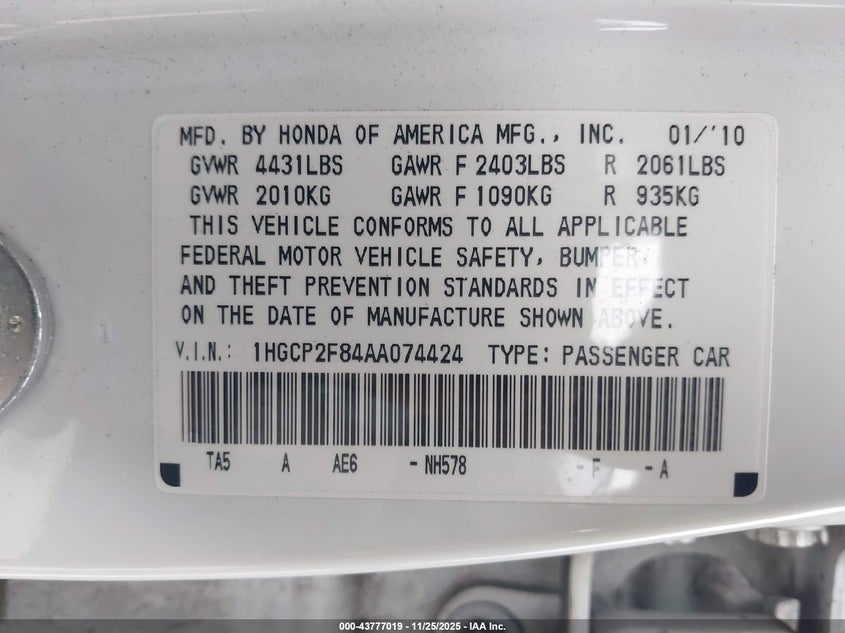 MFD. BY HONDA OF AMERICA MFG., INC. 01/'10
GVWR 4431LBS GAWR F 2403LBS R 2061LBS
GVWR 2010KG GAWR F 1090KG R 935KG
THIS VEHICLE CONFORMS TO ALL APPLICABLE
FEDERAL MOTOR VEHICLE SAFETY, BUMPER,
AND THEFT PREVENTION STANDARDS IN EFFECT
ON THE DATE OF MANUFACTURE SHOWN ABOVE.
V.I.N.: 1HGCP2F84AA074424 TYPE: PASSENGER CAR
TA5 A AE6 -NH578 -F -A
000-43777019 - 11/25/2025 - IAA Inc.